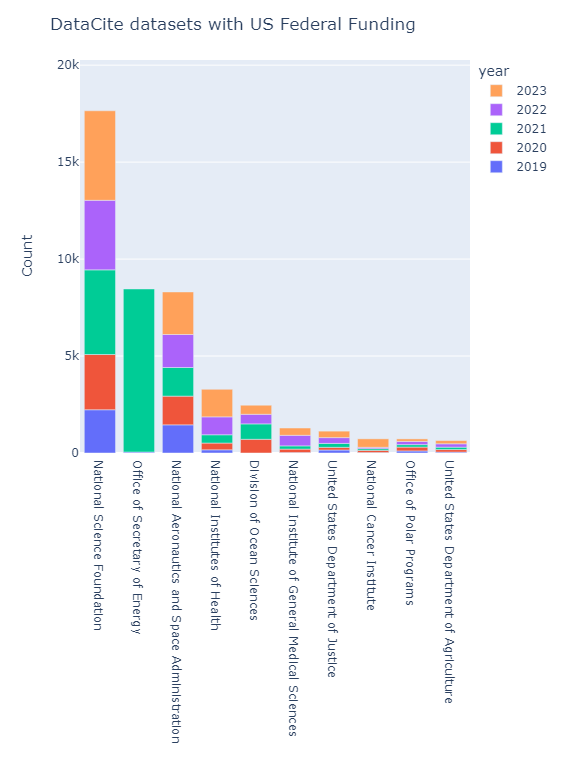 DataCite datasets with US Federal Funding
year
2023
2022
2021
2020
2019
Count
20k
15k
10k
5k
0
National Science Foundation
Office of Secretary of Energy
National Aeronautics and Space Administration
National Institutes of Health
Division of Ocean Sciences
National Institute of General Medical Sciences
United States Department of Justice
National Cancer Institute
Office of Polar Programs
United States Department of Agriculture